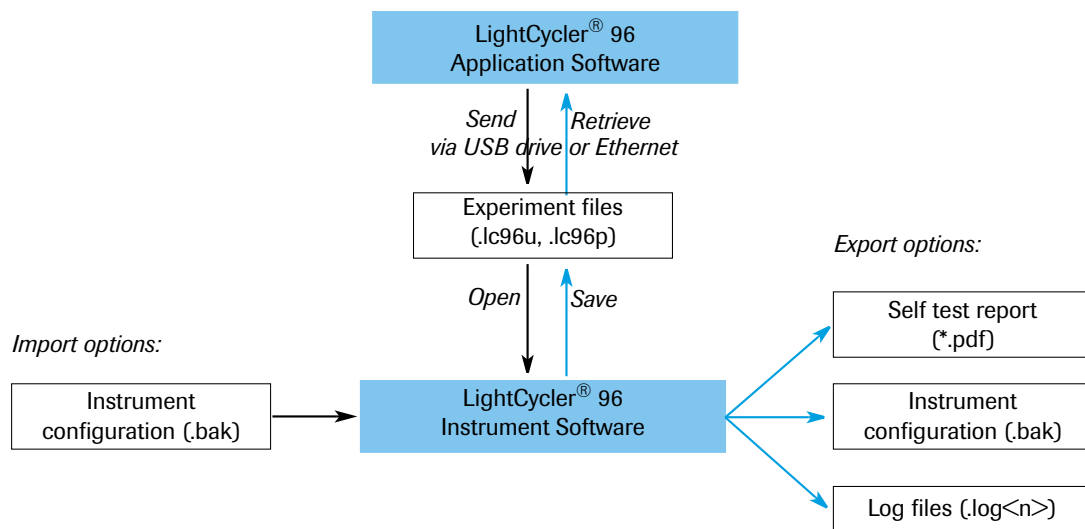 LightCycler® 96
Application Software
Send
Retrieve
via USB drive or Ethernet
Experiment files
(.lc96u, .lc96p)
Open
Save
Import options:
Instrument
configuration (.bak)
LightCycler® 96
Instrument Software
Export options:
Self test report
(*.pdf)
Instrument
configuration (.bak)
Log files (.log<n>)